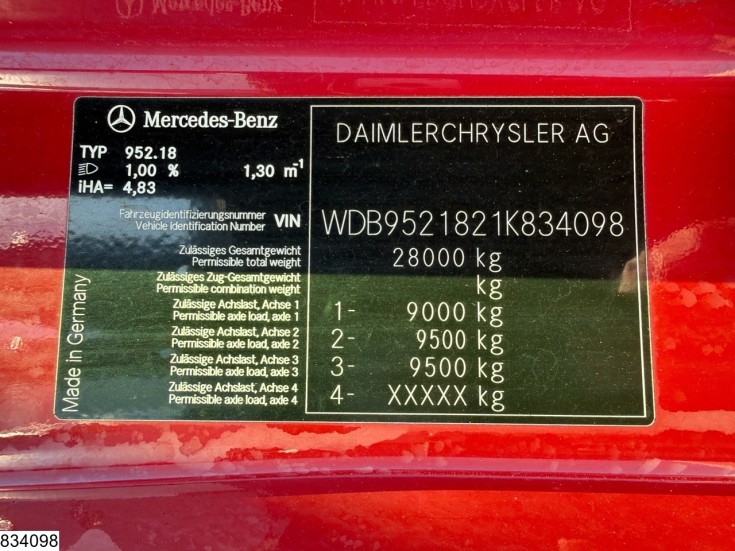 Mercedes-Benz
DAIMLERCHRYSLER AG
TYP 952.18
1,00 % 1,30 m⁻¹
iHA= 4,83
Fahrzeugidentifizierungsnummer
Vehicle Identification Number VIN WDB9521821K834098
Zulässiges Gesamtgewicht
Permissible total weight 28000 kg
Zulässiges Zug-Gesamtgewicht
Permissible combination weight kg
Zulässige Achslast, Achse 1
Permissible axle load, axle 1 1- 9000 kg
Zulässige Achslast, Achse 2
Permissible axle load, axle 2 2- 9500 kg
Zulässige Achslast, Achse 3
Permissible axle load, axle 3 3- 9500 kg
Zulässige Achslast, Achse 4
Permissible axle load, axle 4 4- XXXXX kg
Made in Germany
834098